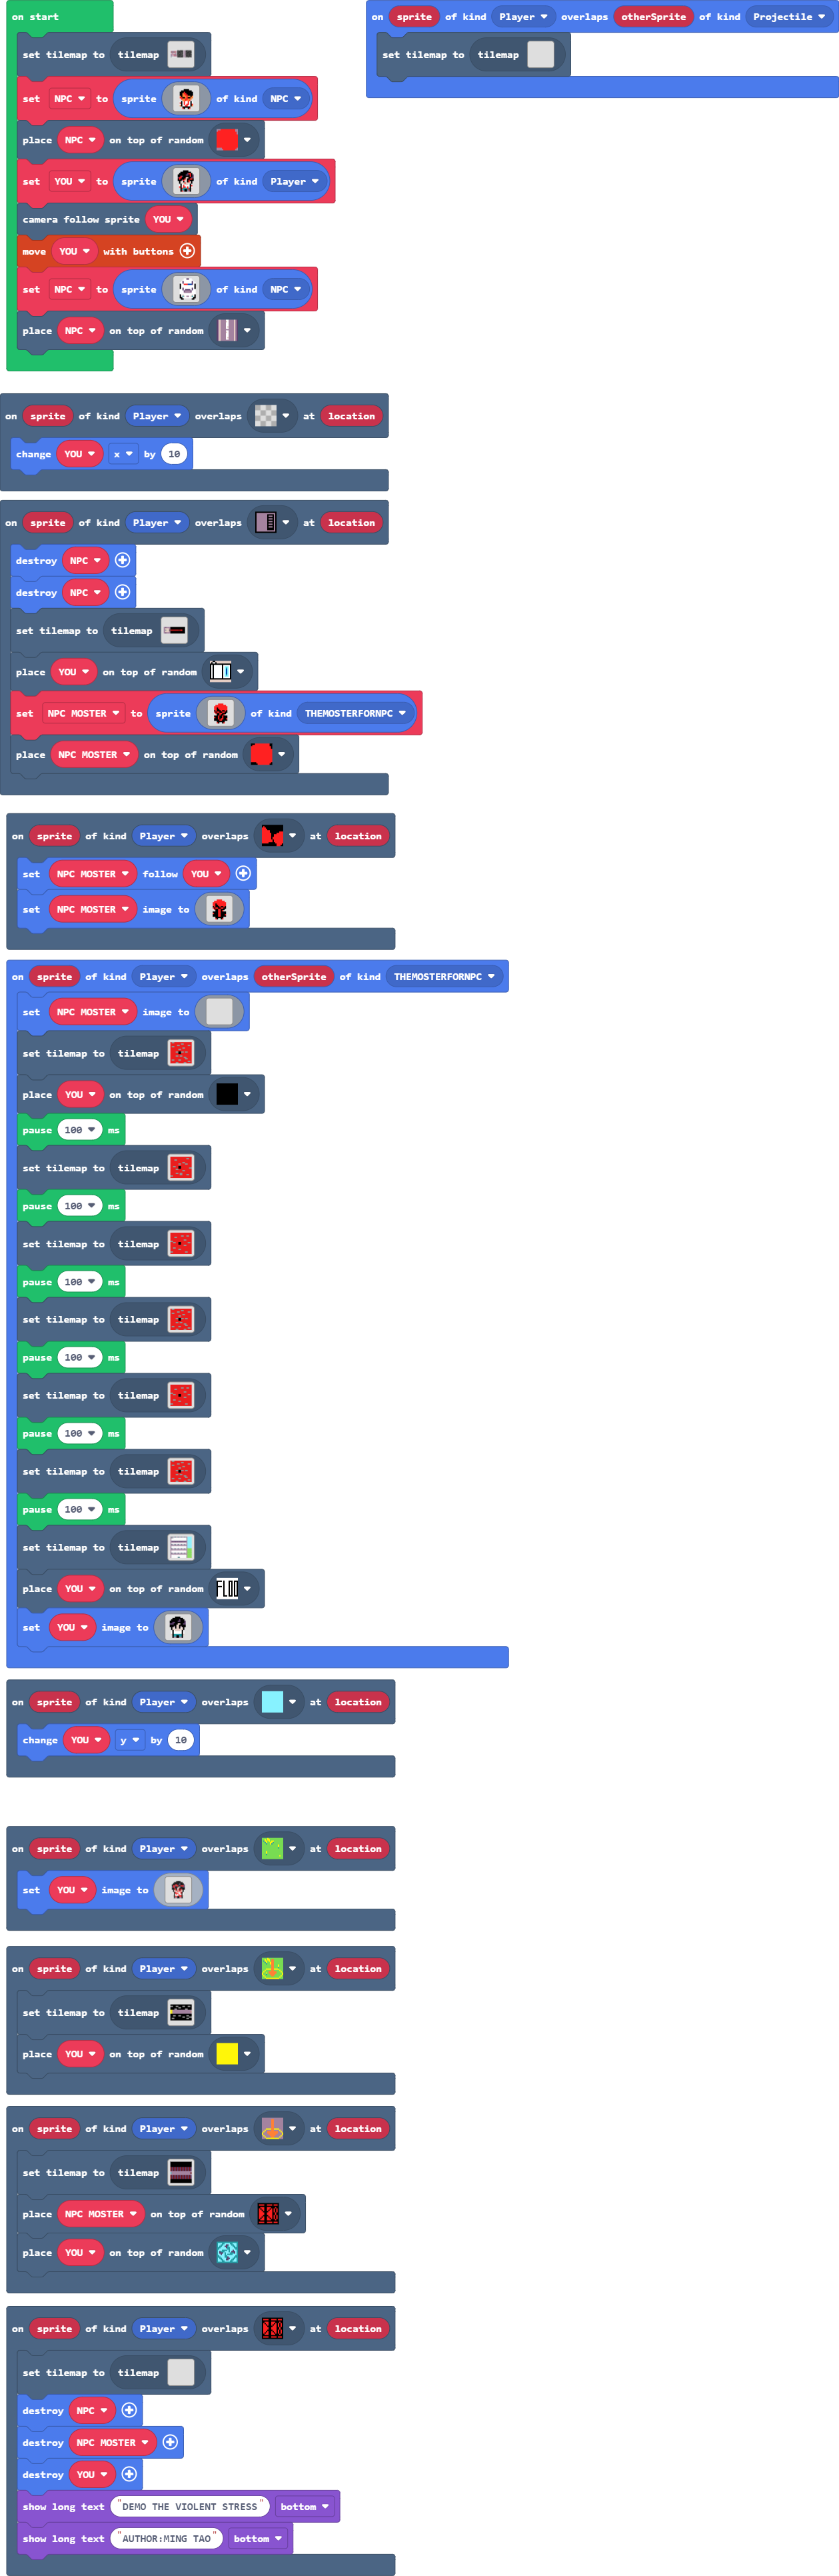 on start
set tilemap to tilemap
set NPC to sprite of kind NPC
place NPC on top of random
set YOU to sprite of kind Player
camera follow sprite YOU
move YOU with buttons
set NPC to sprite of kind NPC
place NPC on top of random
on sprite of kind Player overlaps otherSprite of kind Projectile
set tilemap to tilemap
on sprite of kind Player overlaps at location
change YOU x by 10
on sprite of kind Player overlaps at location
destroy NPC
destroy NPC
set tilemap to tilemap
place YOU on top of random
set NPC MOSTER to sprite of kind THEMOSTERFORNPC
place NPC MOSTER on top of random
on sprite of kind Player overlaps at location
set NPC MOSTER follow YOU
set NPC MOSTER image to
on sprite of kind Player overlaps otherSprite of kind THEMOSTERFORNPC
set NPC MOSTER image to
set tilemap to tilemap
place YOU on top of random
pause 100 ms
set tilemap to tilemap
pause 100 ms
set tilemap to tilemap
pause 100 ms
set tilemap to tilemap
pause 100 ms
set tilemap to tilemap
pause 100 ms
set tilemap to tilemap
pause 100 ms
set tilemap to tilemap
place YOU on top of random FLOO
set YOU image to
on sprite of kind Player overlaps at location
change YOU y by 10
on sprite of kind Player overlaps at location
set YOU image to
on sprite of kind Player overlaps at location
set tilemap to tilemap
place YOU on top of random
on sprite of kind Player overlaps at location
set tilemap to tilemap
place NPC MOSTER on top of random
place YOU on top of random
on sprite of kind Player overlaps at location
set tilemap to tilemap
destroy NPC
destroy NPC MOSTER
destroy YOU
show long text "DEMO THE VIOLENT STRESS" bottom
show long text "AUTHOR:MING TAO" bottom